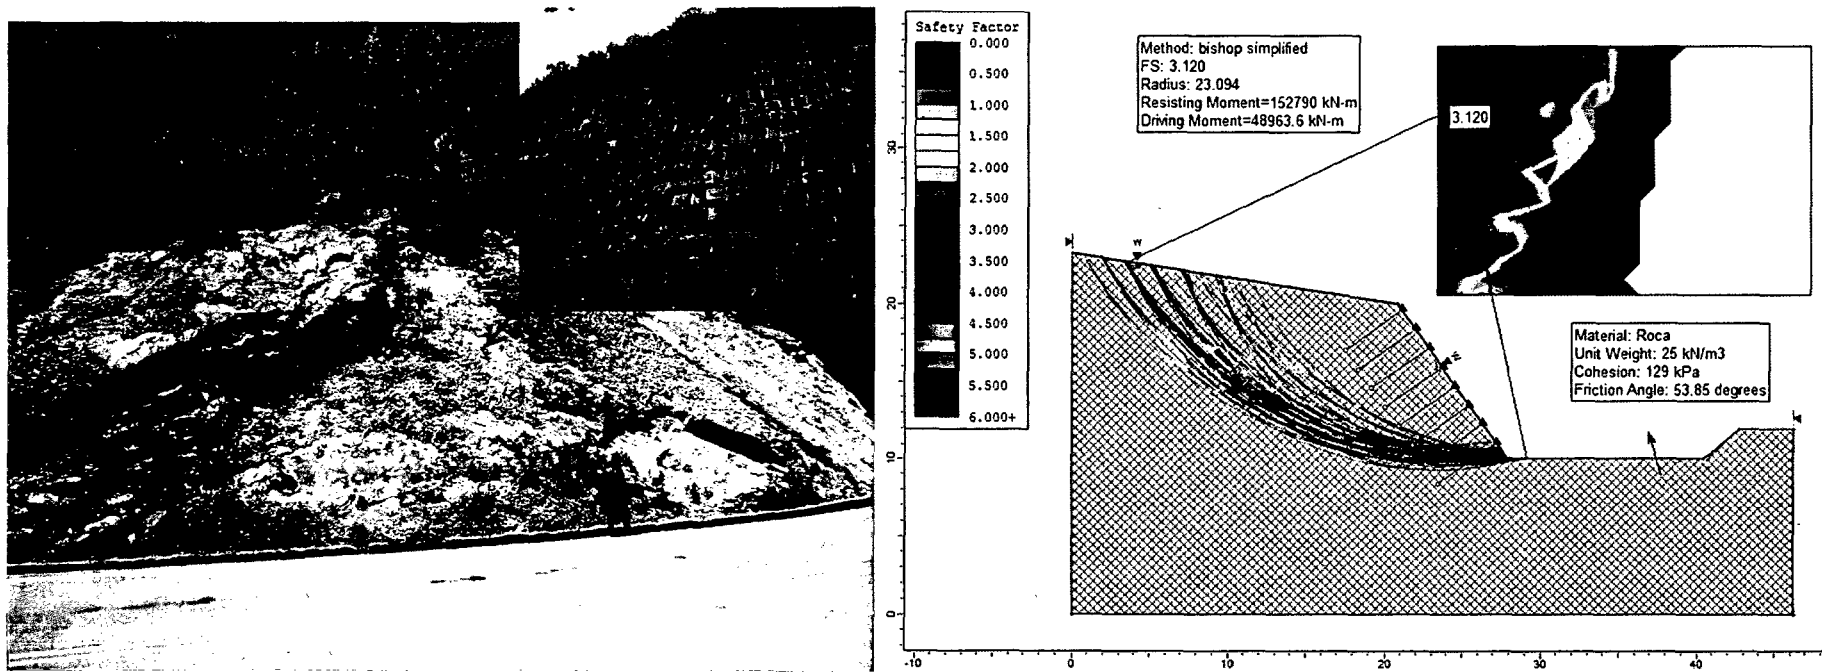 Safety Factor
0.000
0.500
1.000
1.500
2.000
2.500
3.000
3.500
4.000
4.500
5.000
5.500
6.000+
Method: bishop simplified
FS: 3.120
Radius: 23.094
Resisting Moment=152790 kN-m
Driving Moment=48963.6 kN-m
3.120
W
W
Material: Roca
Unit Weight: 25 kN/m3
Cohesion: 129 kPa
Friction Angle: 53.85 degrees
30
20
10
0
-10
0
10
20
30
40